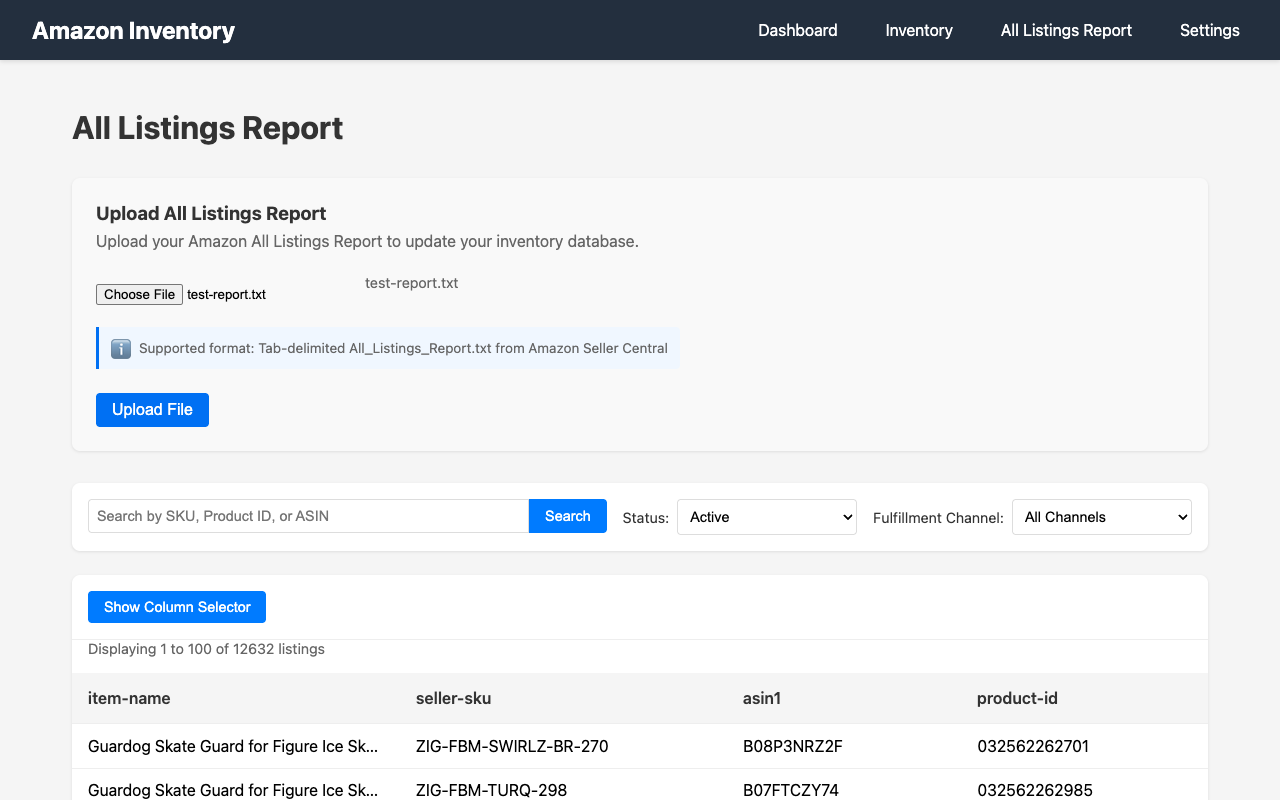 Amazon Inventory
Dashboard
Inventory
All Listings Report
Settings
All Listings Report
Upload All Listings Report
Upload your Amazon All Listings Report to update your inventory database.
Choose File test-report.txt
test-report.txt
Supported format: Tab-delimited All_Listings_Report.txt from Amazon Seller Central
Upload File
Search by SKU, Product ID, or ASIN
Search
Status: Active
Fulfillment Channel: All Channels
Show Column Selector
Displaying 1 to 100 of 12632 listings
item-name seller-sku asin1 product-id
Guardog Skate Guard for Figure Ice Sk... ZIG-FBM-SWIRLZ-BR-270 B08P3NRZ2F 032562262701
Guardog Skate Guard for Figure Ice Sk... ZIG-FBM-TURQ-298 B07FTCZY74 032562262985